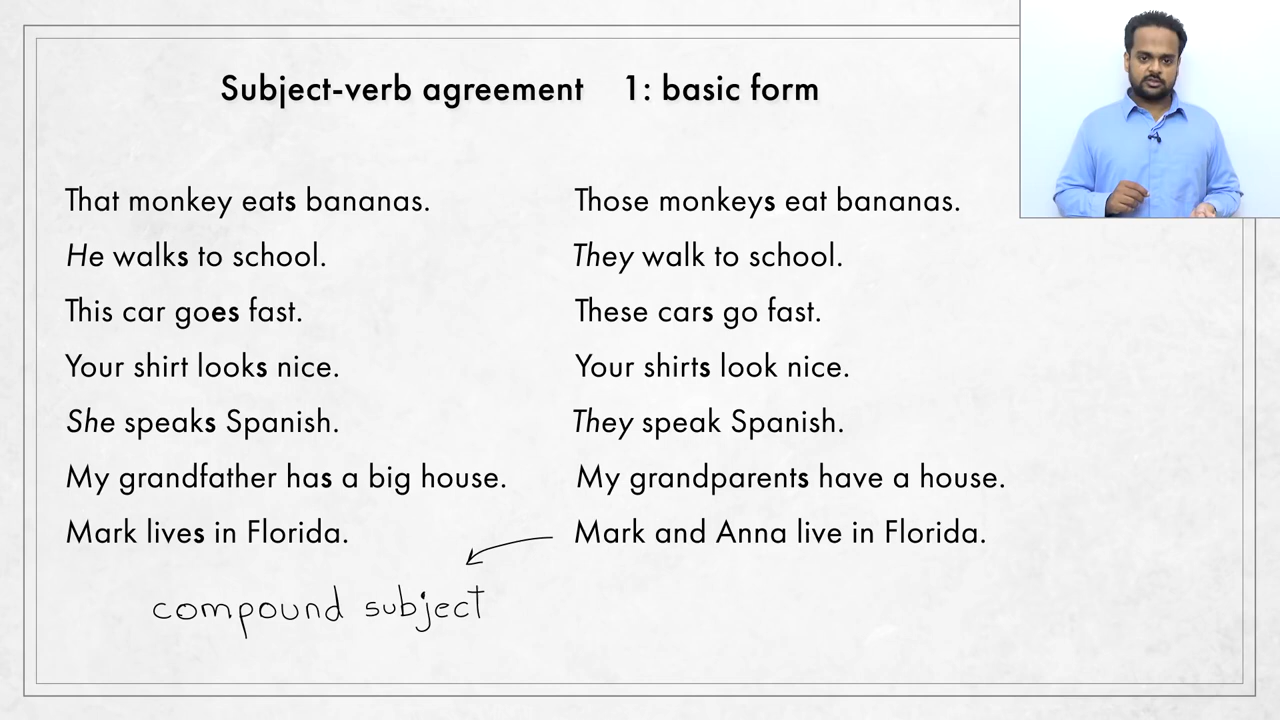 Subject-verb agreement 1: basic form
That monkey eats bananas.
Those monkeys eat bananas.
He walks to school.
They walk to school.
This car goes fast.
These cars go fast.
Your shirt looks nice.
Your shirts look nice.
She speaks Spanish.
They speak Spanish.
My grandfather has a big house.
My grandparents have a house.
Mark lives in Florida.
Mark and Anna live in Florida.
compound subject